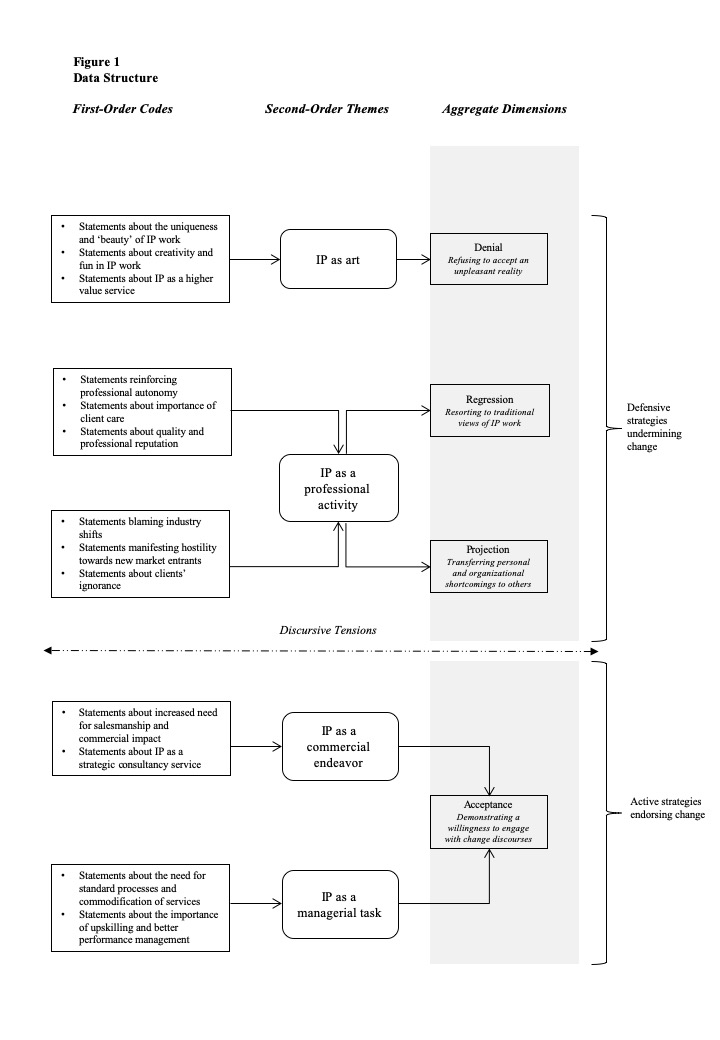 Figure 1
Data Structure
First-Order Codes
Second-Order Themes
Aggregate Dimensions
• Statements about the uniqueness
and ‘beauty’ of IP work
• Statements about creativity and
fun in IP work
• Statements about IP as a higher
value service
IP as art
Denial
Refusing to accept an
unpleasant reality
• Statements reinforcing
professional autonomy
• Statements about importance of
client care
• Statements about quality and
professional reputation
Regression
Resorting to traditional
views of IP work
IP as a
professional
activity
Defensive
strategies
undermining
change
• Statements blaming industry
shifts
• Statements manifesting hostility
towards new market entrants
• Statements about clients’
ignorance
Projection
Transferring personal
and organizational
shortcomings to others
Discursive Tensions
• Statements about increased need
for salesmanship and
commercial impact
• Statements about IP as a
strategic consultancy service
IP as a
commercial
endeavor
Acceptance
Demonstrating a
willingness to engage
with change discourses
Active strategies
endorsing change
• Statements about the need for
standard processes and
commodification of services
• Statements about the importance
of upskilling and better
performance management
IP as a
managerial task